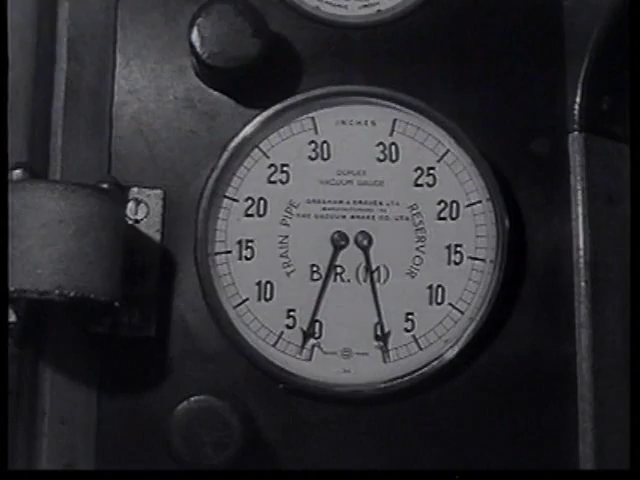 INCHES
30 30
25 25
DUPLEX
VACUUM GAUGE
20 20
GRESHAM & CRAVEN LTD
THE VACUUM BRAKE CO. LTD.
TRAIN PIPE
RESERVOIR
15 15
B.R.(M)
10 10
5 5
0 0